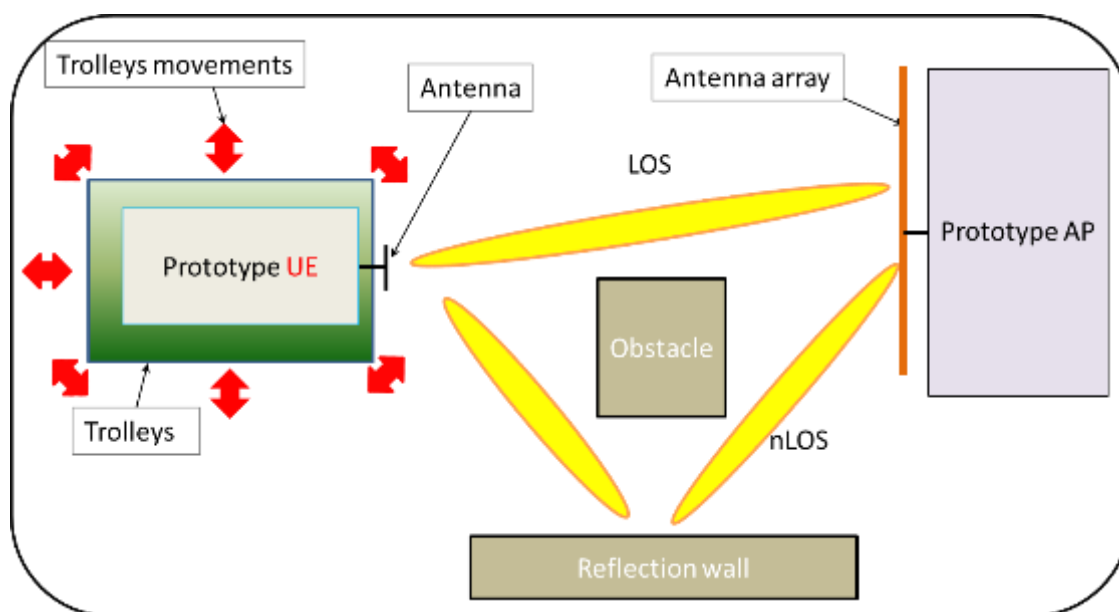 Trolleys movements
Antenna
Antenna array
LOS
Prototype UE
Prototype AP
Obstacle
Trolleys
nLOS
Reflection wall